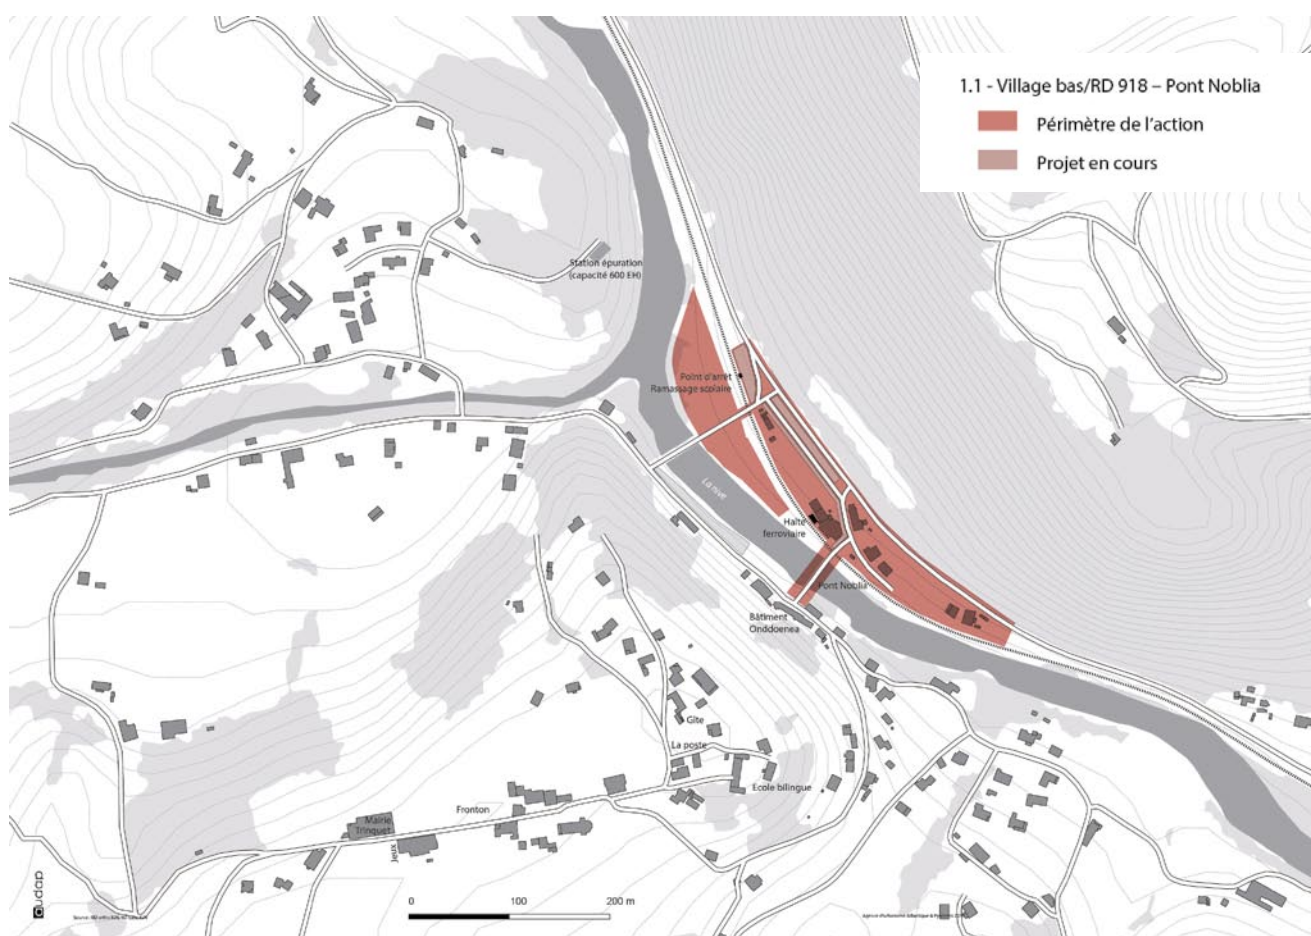 1.1 - Village bas/RD 918 – Pont Noblia
Périmètre de l'action
Projet en cours
Station épuration
(capacité 600 EH)
Point d'arrêt
Ramassage scolaire
La nive
Halte
ferroviaire
Pont Noblia
Bâtiment
Onddoenea
Gîte
La poste
Ecole bilingue
Fronton
Mairie
Trinquet
Jeux
audap
0 100 200 m